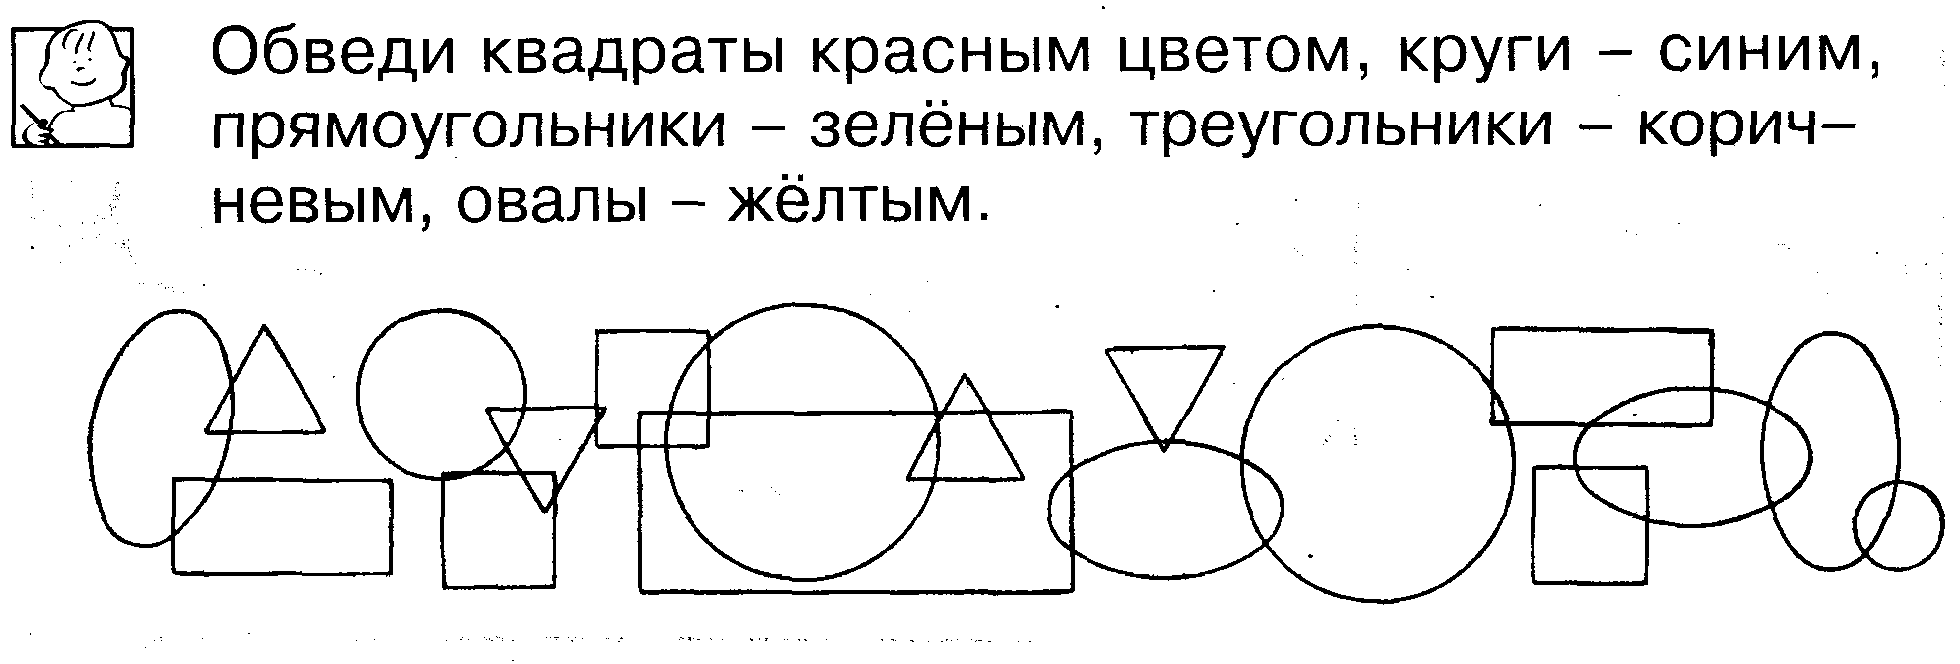 Обведи квадраты красным цветом, круги – синим,
прямоугольники – зелёным, треугольники – корич–
невым, овалы – жёлтым.